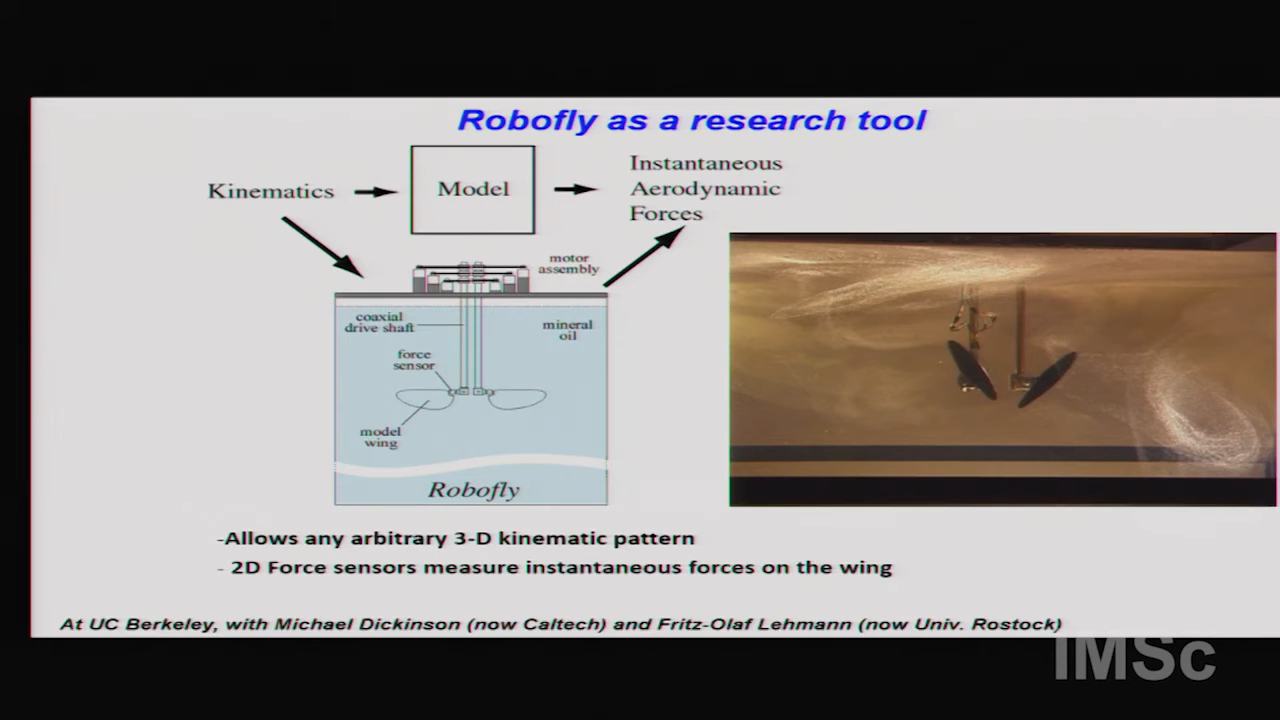 Robofly as a research tool
Kinematics
Model
Instantaneous
Aerodynamic
Forces
motor
assembly
coaxial
drive shaft
mineral
oil
force
sensor
model
wing
Robofly
-Allows any arbitrary 3-D kinematic pattern
- 2D Force sensors measure instantaneous forces on the wing
At UC Berkeley, with Michael Dickinson (now Caltech) and Fritz-Olaf Lehmann (now Univ. Rostock)
IMSc